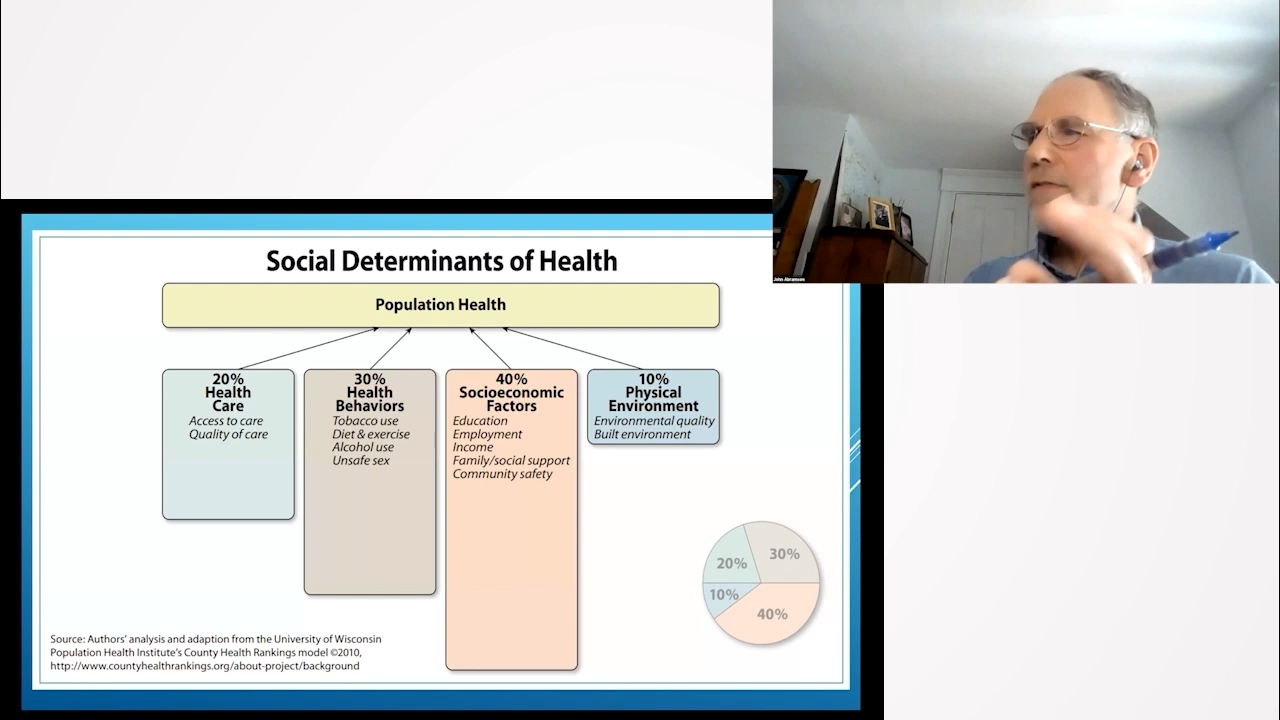 John Abramson
Social Determinants of Health
Population Health
20%
Health
Care
Access to care
Quality of care
30%
Health
Behaviors
Tobacco use
Diet & exercise
Alcohol use
Unsafe sex
40%
Socioeconomic
Factors
Education
Employment
Income
Family/social support
Community safety
10%
Physical
Environment
Environmental quality
Built environment
20%
30%
10%
40%
Source: Authors' analysis and adaption from the University of Wisconsin
Population Health Institute's County Health Rankings model ©2010,
http://www.countyhealthrankings.org/about-project/background